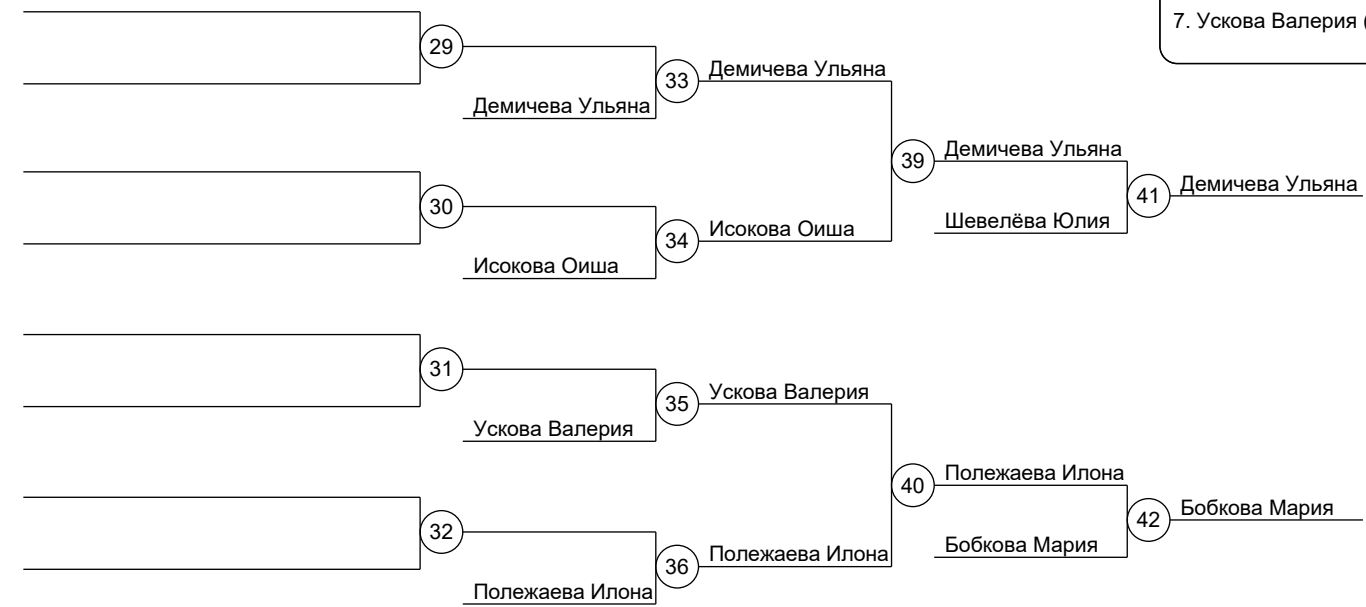 7. Ускова Валерия (
29
33
Демичева Ульяна
Демичева Ульяна
39
Демичева Ульяна
41
Демичева Ульяна
30
34
Исокова Оиша
Шевелёва Юлия
Исокова Оиша
31
35
Ускова Валерия
Ускова Валерия
40
Полежаева Илона
42
Бобкова Мария
32
36
Полежаева Илона
Бобкова Мария
Полежаева Илона